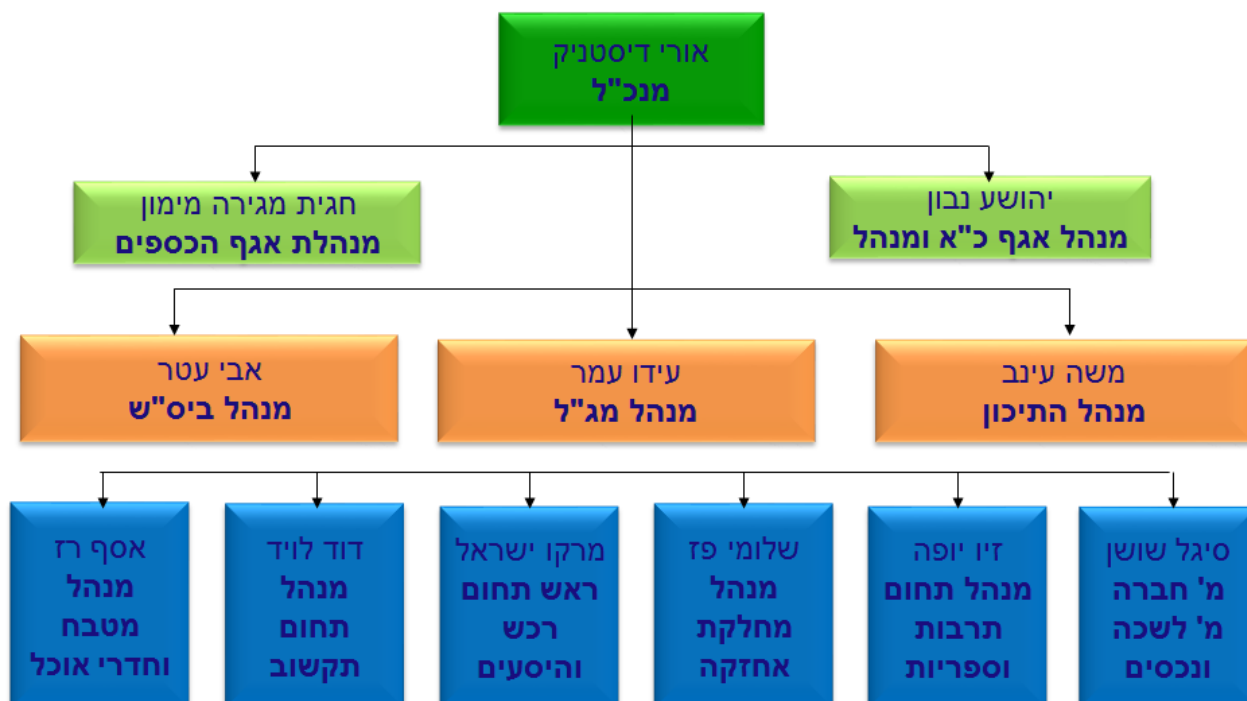 אורי דיסטניק
מנכ"ל
יהושע נבון
מנהל אגף כ"א ומנהל
חגית מגירה מימון
מנהלת אגף הכספים
משה עינב
מנהל התיכון
עידו עמר
מנהל מג"ל
אבי עטר
מנהל ביס"ש
סיגל שושן
מ' חברה
מ' לשכה
ונכסים
זיו יופה
מנהל תחום
תרבות
וספריות
שלומי פז
מנהל
מחלקת
אחזקה
מרקו ישראל
ראש תחום
רכש
והיסעים
דוד לויד
מנהל
תחום
תקשוב
אסף רז
מנהל
מטבח
וחדרי אוכל